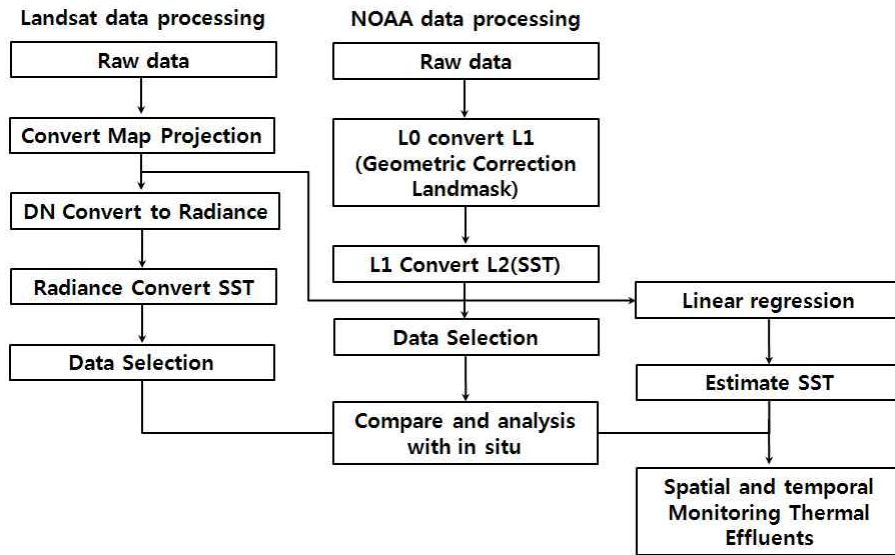 Landsat data processing
Raw data
Convert Map Projection
DN Convert to Radiance
Radiance Convert SST
Data Selection
NOAA data processing
Raw data
L0 convert L1
(Geometric Correction
Landmask)
L1 Convert L2(SST)
Data Selection
Compare and analysis
with in situ
Linear regression
Estimate SST
Spatial and temporal
Monitoring Thermal
Effluents